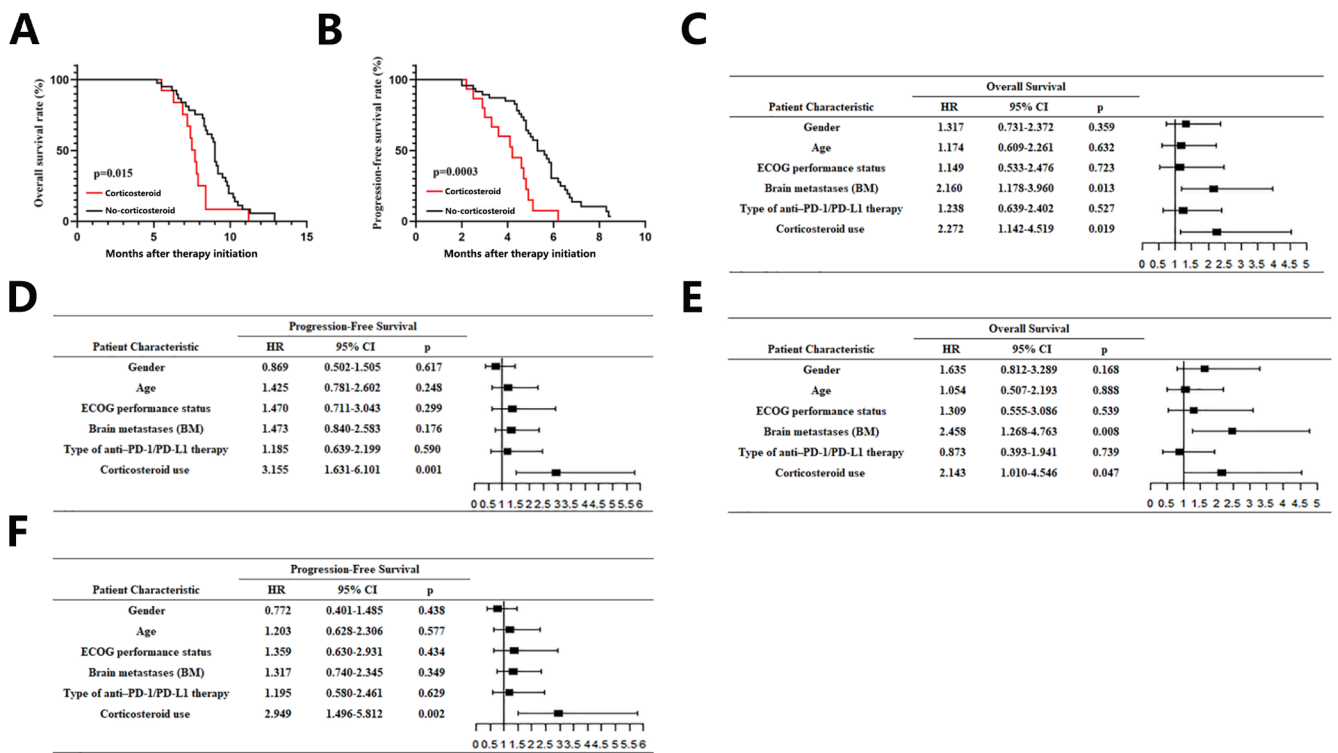 A
B
C
Overall survival rate (%)
100
50
0
p=0.015
Corticosteroid
No-corticosteroid
0 5 10 15
Months after therapy initiation
Progression-free survival rate (%)
100
50
0
p=0.0003
Corticosteroid
No-corticosteroid
0 2 4 6 8 10
Months after therapy initiation
Overall Survival
Patient Characteristic HR 95% CI p
Gender 1.317 0.731-2.372 0.359
Age 1.174 0.609-2.261 0.632
ECOG performance status 1.149 0.533-2.476 0.723
Brain metastases (BM) 2.160 1.178-3.960 0.013
Type of anti–PD-1/PD-L1 therapy 1.238 0.639-2.402 0.527
Corticosteroid use 2.272 1.142-4.519 0.019
0 0.5 1 1.5 2 2.5 3 3.5 4 4.5 5
D
Progression-Free Survival
Patient Characteristic HR 95% CI p
Gender 0.869 0.502-1.505 0.617
Age 1.425 0.781-2.602 0.248
ECOG performance status 1.470 0.711-3.043 0.299
Brain metastases (BM) 1.473 0.840-2.583 0.176
Type of anti–PD-1/PD-L1 therapy 1.185 0.639-2.199 0.590
Corticosteroid use 3.155 1.631-6.101 0.001
0 0.5 1 1.5 2 2.5 3 3.5 4 4.5 5 5.5 6
E
Overall Survival
Patient Characteristic HR 95% CI p
Gender 1.635 0.812-3.289 0.168
Age 1.054 0.507-2.193 0.888
ECOG performance status 1.309 0.555-3.086 0.539
Brain metastases (BM) 2.458 1.268-4.763 0.008
Type of anti–PD-1/PD-L1 therapy 0.873 0.393-1.941 0.739
Corticosteroid use 2.143 1.010-4.546 0.047
0 0.5 1 1.5 2 2.5 3 3.5 4 4.5 5
F
Progression-Free Survival
Patient Characteristic HR 95% CI p
Gender 0.772 0.401-1.485 0.438
Age 1.203 0.628-2.306 0.577
ECOG performance status 1.359 0.630-2.931 0.434
Brain metastases (BM) 1.317 0.740-2.345 0.349
Type of anti–PD-1/PD-L1 therapy 1.195 0.580-2.461 0.629
Corticosteroid use 2.949 1.496-5.812 0.002
0 0.5 1 1.5 2 2.5 3 3.5 4 4.5 5 5.5 6